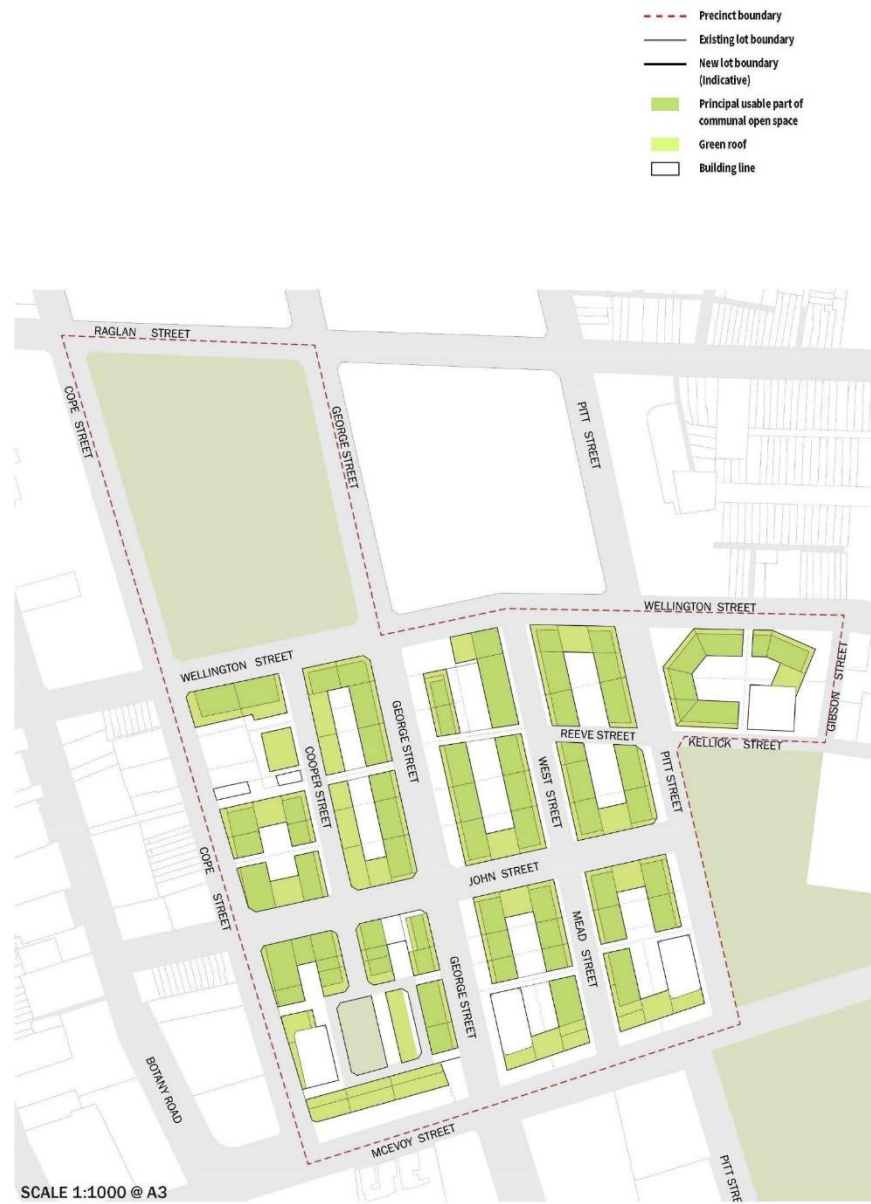 Precinct boundary
Existing lot boundary
New lot boundary
(Indicative)
Principal usable part of
communal open space
Green roof
Building line
RAGLAN STREET
COPE STREET
GEORGE STREET
PITT STREET
WELLINGTON STREET
WELLINGTON STREET
GIBSON STREET
GEORGE STREET
REEVE STREET
KELLICK STREET
COOPER STREET
WEST STREET
PITT STREET
COPE STREET
JOHN STREET
MEAD STREET
GEORGE STREET
BOTANY ROAD
MCEVOY STREET
PITT STREET
SCALE 1:1000 @ A3